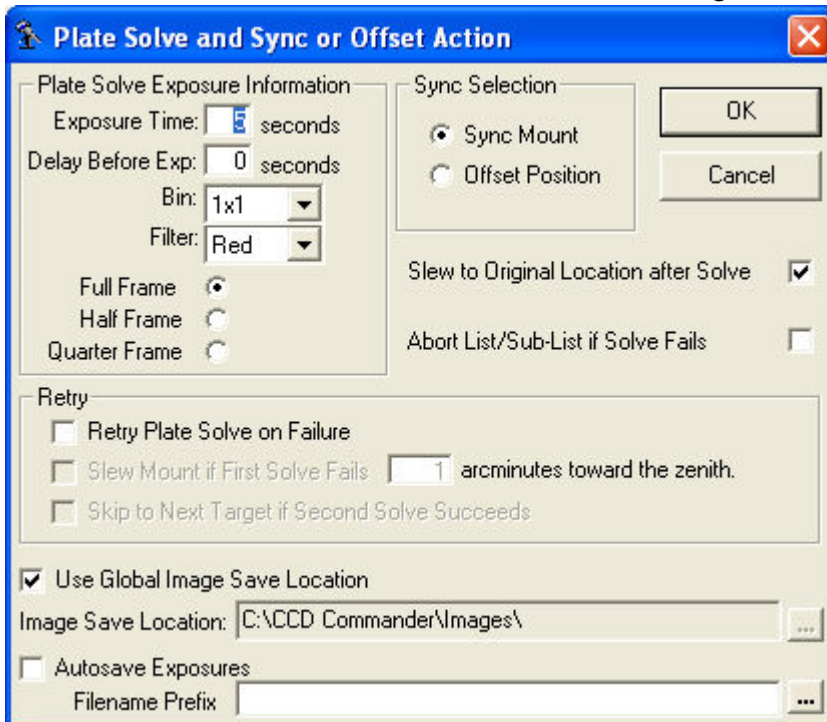 Plate Solve and Sync or Offset Action
Plate Solve Exposure Information
Exposure Time: 5 seconds
Delay Before Exp: 0 seconds
Bin: 1x1
Filter: Red
Full Frame
Half Frame
Quarter Frame
Sync Selection
Sync Mount
Offset Position
OK
Cancel
Slew to Original Location after Solve
Abort List/Sub-List if Solve Fails
Retry
Retry Plate Solve on Failure
Slew Mount if First Solve Fails 1 arcminutes toward the zenith.
Skip to Next Target if Second Solve Succeeds
Use Global Image Save Location
Image Save Location: C:\CCD Commander\Images\ ...
Autosave Exposures
Filename Prefix ...